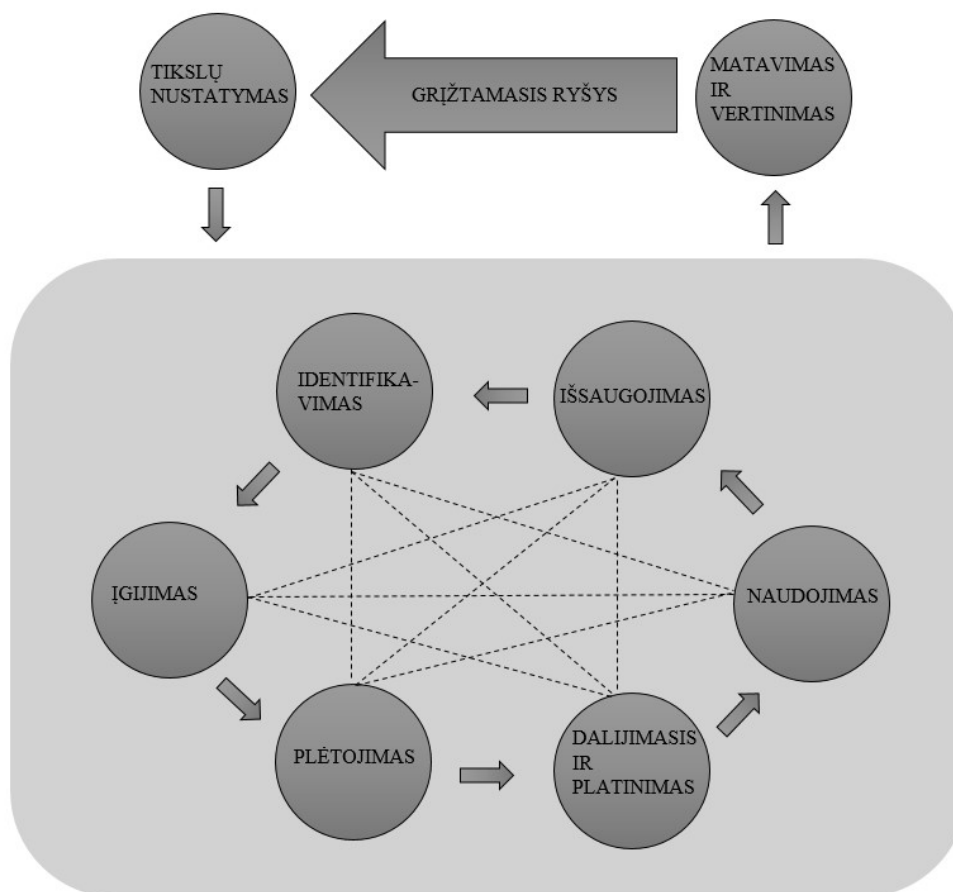 TIKSLŲ
NUSTATYMAS
GRĮŽTAMASIS RYŠYS
MATAVIMAS
IR
VERTINIMAS
IDENTIFIKA-
VIMAS
IŠSAUGOJIMAS
ĮGIJIMAS
NAUDOJIMAS
PLĖTOJIMAS
DALIJIMASIS
IR
PLATINIMAS